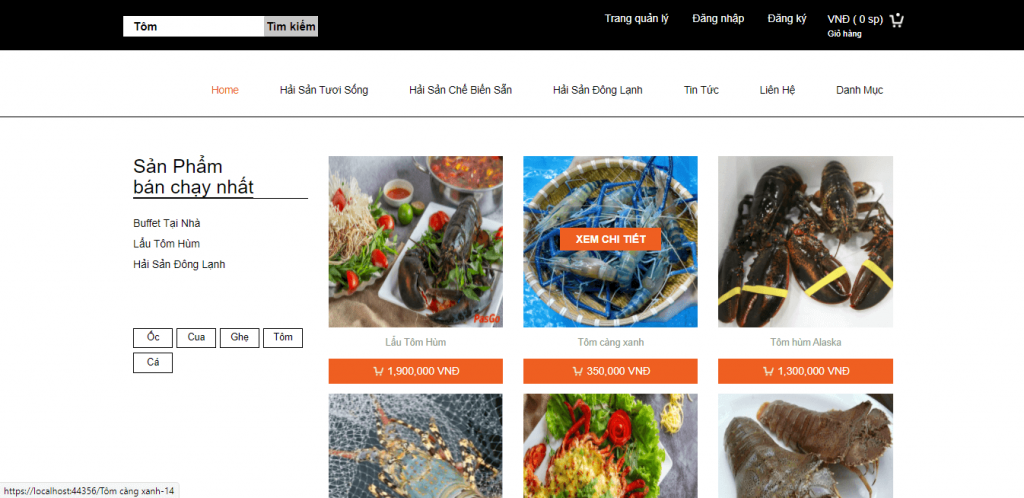 Tôm
Tìm kiếm
Trang quản lý
Đăng nhập
Đăng ký
VNĐ ( 0 sp)
Giỏ hàng
Home
Hải Sản Tươi Sống
Hải Sản Chế Biến Sẵn
Hải Sản Đông Lạnh
Tin Tức
Liên Hệ
Danh Mục
Sản Phẩm
bán chạy nhất
Buffet Tại Nhà
Lẩu Tôm Hùm
Hải Sản Đông Lạnh
Ốc
Cua
Ghẹ
Tôm
Cá
PasGo
XEM CHI TIẾT
Lẩu Tôm Hùm
Tôm càng xanh
Tôm hùm Alaska
1,900,000 VNĐ
350,000 VNĐ
1,300,000 VNĐ
https://localhost:44356/Tôm càng xanh-14